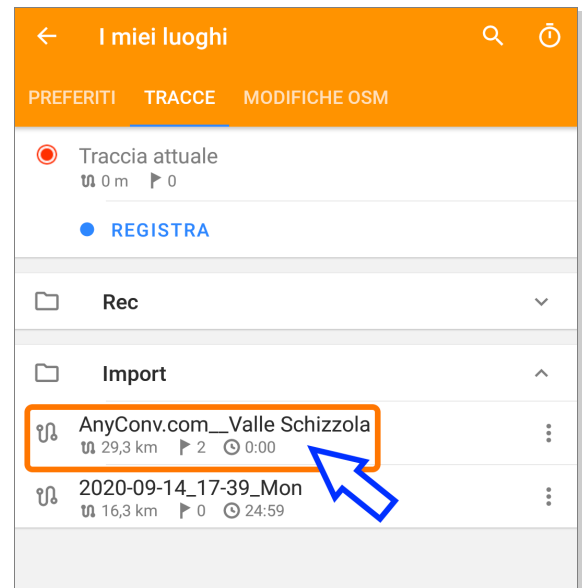 I miei luoghi
PREFERITI TRACCE MODIFICHE OSM
Traccia attuale
0 m 0
REGISTRA
Rec
Import
AnyConv.com__Valle Schizzola
29,3 km 2 0:00
2020-09-14_17-39_Mon
16,3 km 0 24:59